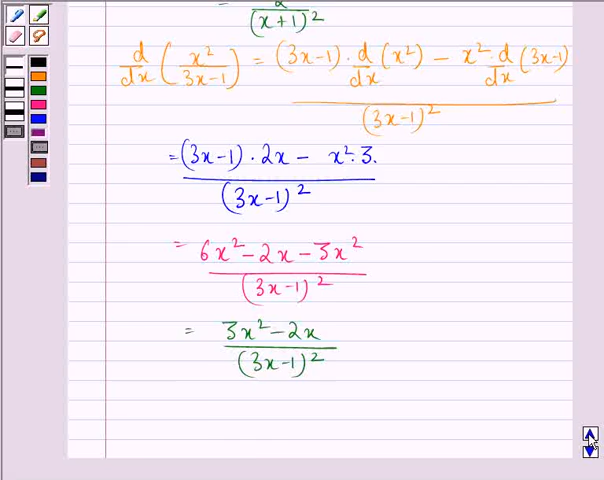 (x+1)²
d/dx (x²/(3x-1)) = ((3x-1)·d/dx(x²) - x²·d/dx(3x-1))/(3x-1)²
= ((3x-1)·2x - x²·3.)/(3x-1)²
= (6x²-2x-3x²)/(3x-1)²
= (3x²-2x)/(3x-1)²